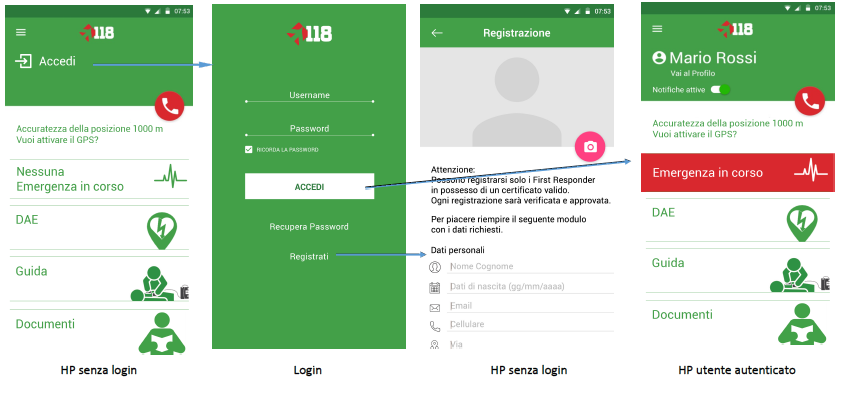 07:53
118
Accedi
Accuratezza della posizione 1000 m
Vuoi attivare il GPS?
Nessuna
Emergenza in corso
DAE
Guida
Documenti
HP senza login
118
Username
Password
RICORDA LA PASSWORD
ACCEDI
Recupera Password
Registrati
Login
07:53
Registrazione
Attenzione:
Possono registrarsi solo i First Responder
in possesso di un certificato valido.
Ogni registrazione sarà verificata e approvata.
Per piacere riempire il seguente modulo
con i dati richiesti.
Dati personali
Nome Cognome
Dati di nascita (gg/mm/aaaa)
Email
Cellulare
Via
HP senza login
07:53
118
Mario Rossi
Vai al Profilo
Notifiche attive
Accuratezza della posizione 1000 m
Vuoi attivare il GPS?
Emergenza in corso
DAE
Guida
Documenti
HP utente autenticato